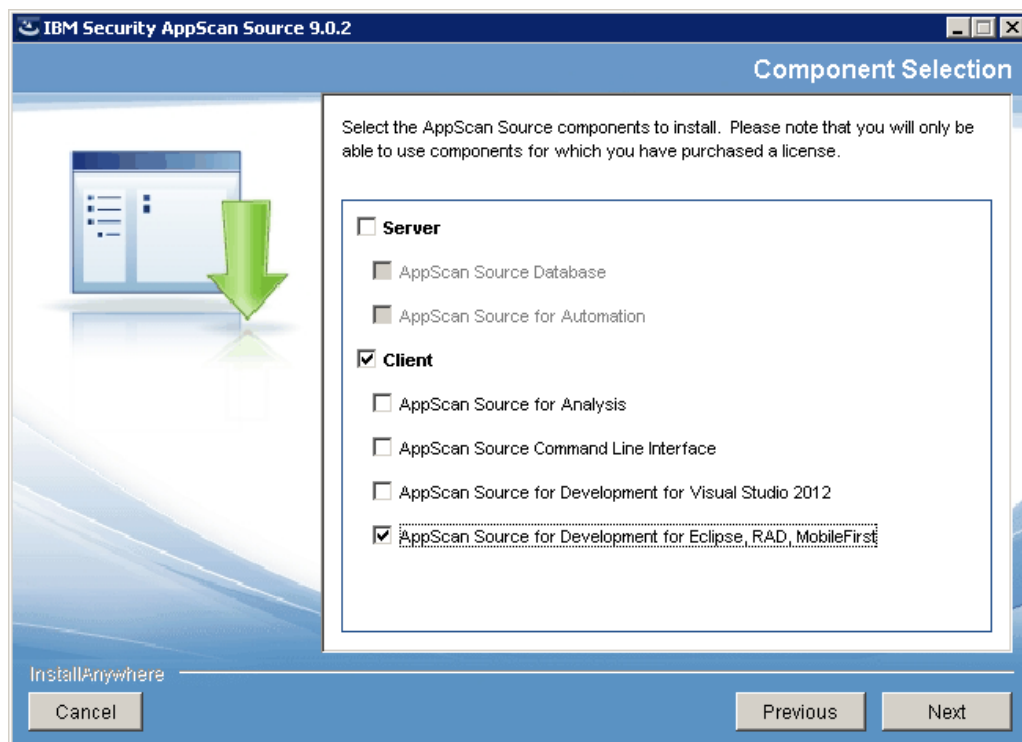 IBM Security AppScan Source 9.0.2
Component Selection
Select the AppScan Source components to install. Please note that you will only be
able to use components for which you have purchased a license.
Server
AppScan Source Database
AppScan Source for Automation
Client
AppScan Source for Analysis
AppScan Source Command Line Interface
AppScan Source for Development for Visual Studio 2012
AppScan Source for Development for Eclipse, RAD, MobileFirst
InstallAnywhere
Cancel
Previous
Next